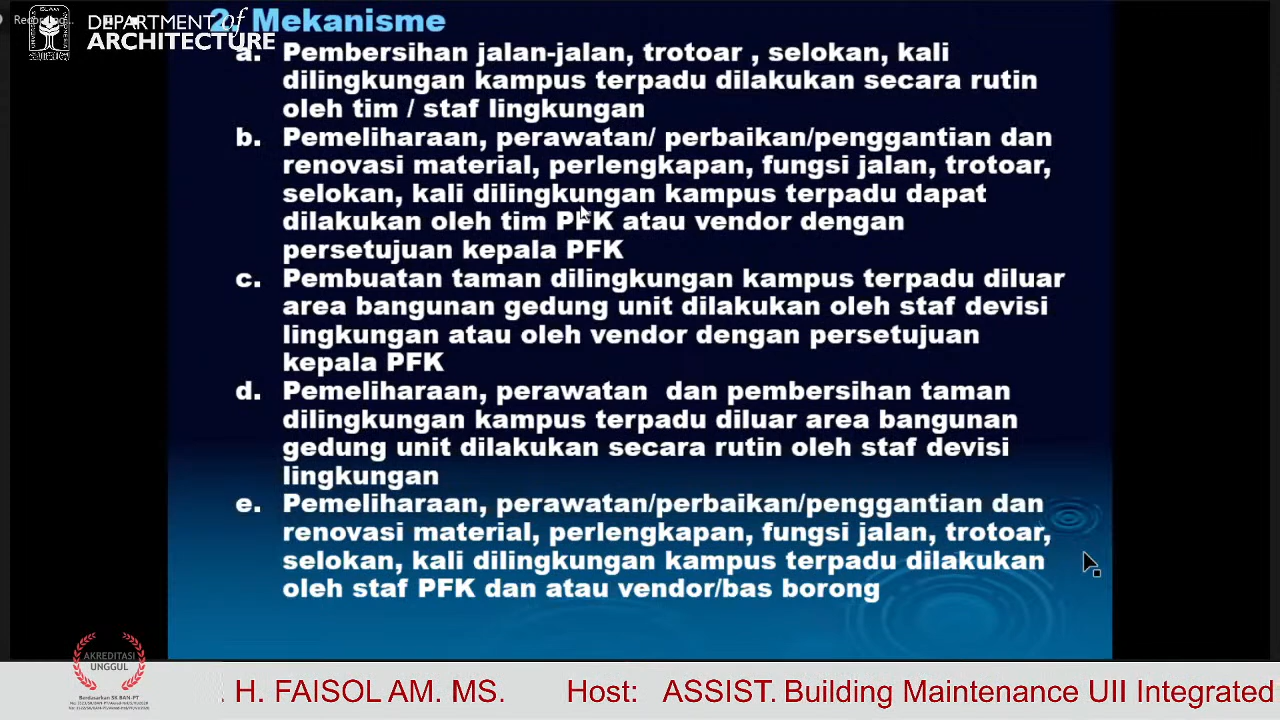 DEPARTMENT of
ARCHITECTURE
2. Mekanisme
a. Pembersihan jalan-jalan, trotoar , selokan, kali
dilingkungan kampus terpadu dilakukan secara rutin
oleh tim / staf lingkungan
b. Pemeliharaan, perawatan/ perbaikan/penggantian dan
renovasi material, perlengkapan, fungsi jalan, trotoar,
selokan, kali dilingkungan kampus terpadu dapat
dilakukan oleh tim PFK atau vendor dengan
persetujuan kepala PFK
c. Pembuatan taman dilingkungan kampus terpadu diluar
area bangunan gedung unit dilakukan oleh staf devisi
lingkungan atau oleh vendor dengan persetujuan
kepala PFK
d. Pemeliharaan, perawatan dan pembersihan taman
dilingkungan kampus terpadu diluar area bangunan
gedung unit dilakukan secara rutin oleh staf devisi
lingkungan
e. Pemeliharaan, perawatan/perbaikan/penggantian dan
renovasi material, perlengkapan, fungsi jalan, trotoar,
selokan, kali dilingkungan kampus terpadu dilakukan
oleh staf PFK dan atau vendor/bas borong
AKREDITASI
UNGGUL
Berdasarkan SK BAN-PT
. H. FAISOL AM. MS. Host: ASSIST. Building Maintenance UII Integrated